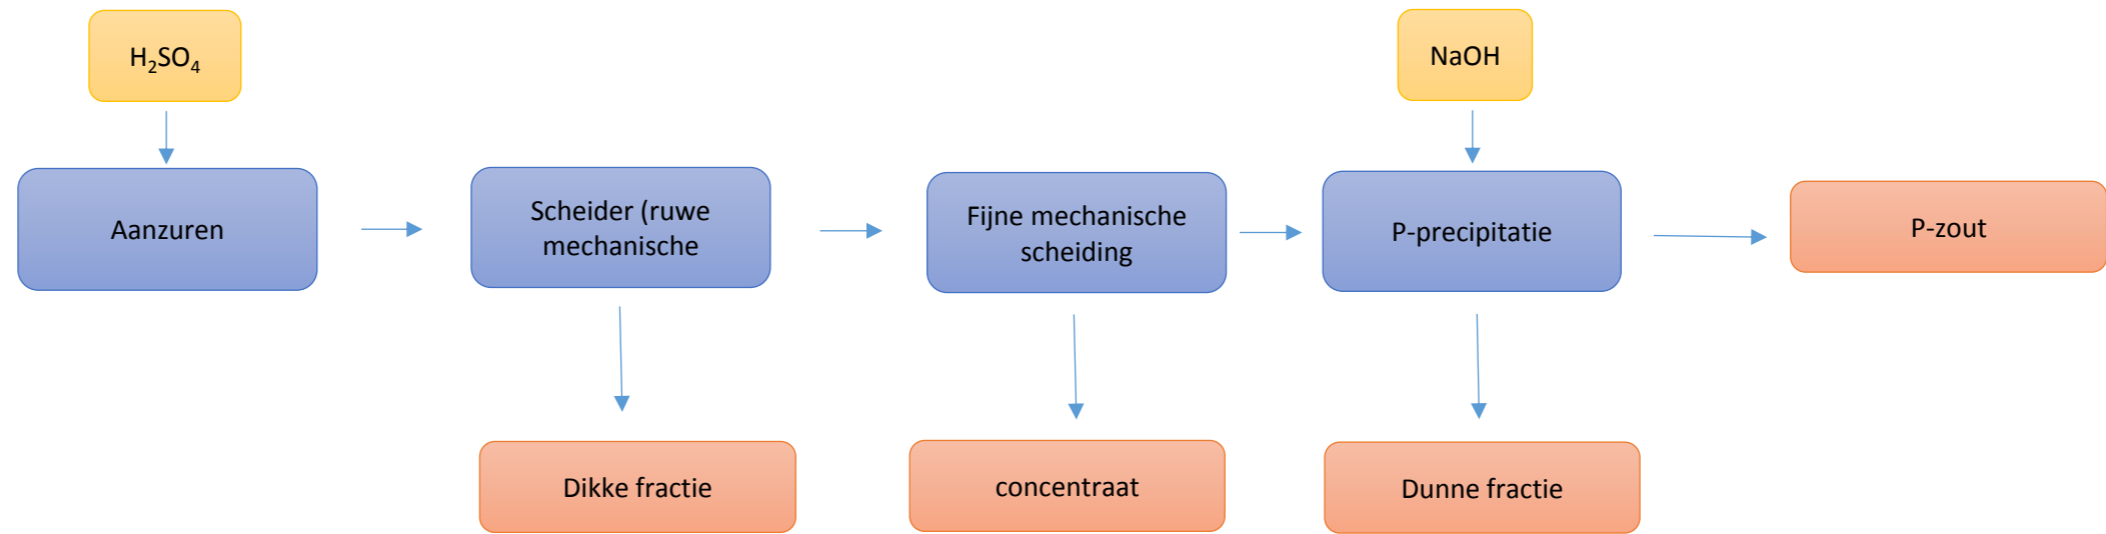 H₂SO₄
NaOH
Aanzuren
Scheider (ruwe
mechanische
Fijne mechanische
scheiding
P-precipitatie
P-zout
Dikke fractie
concentraat
Dunne fractie